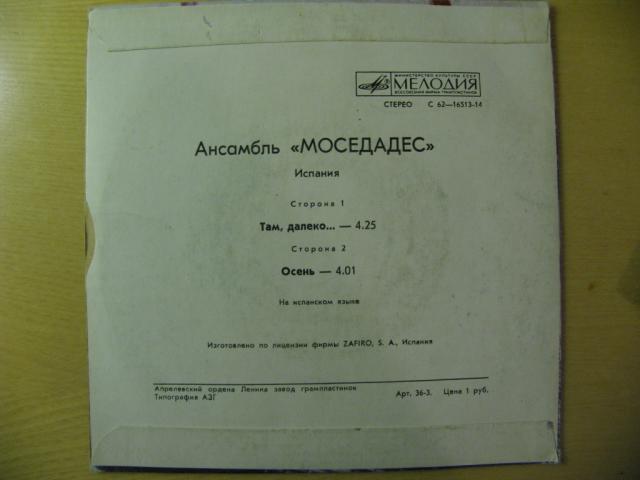 МИНИСТЕРСТВО КУЛЬТУРЫ СССР
МЕЛОДИЯ
ВСЕСОЮЗНАЯ ФИРМА ГРАМПЛАСТИНОК
СТЕРЕО С 62—16513-14
Ансамбль «МОСЕДАДЕС»
Испания
Сторона 1
Там, далеко... — 4.25
Сторона 2
Осень — 4.01
На испанском языке
Изготовлено по лицензии фирмы ZAFIRO, S. A., Испания
Апрелевский ордена Ленина завод грампластинок
Типография АЗГ
Арт. 36-3. Цена 1 руб.